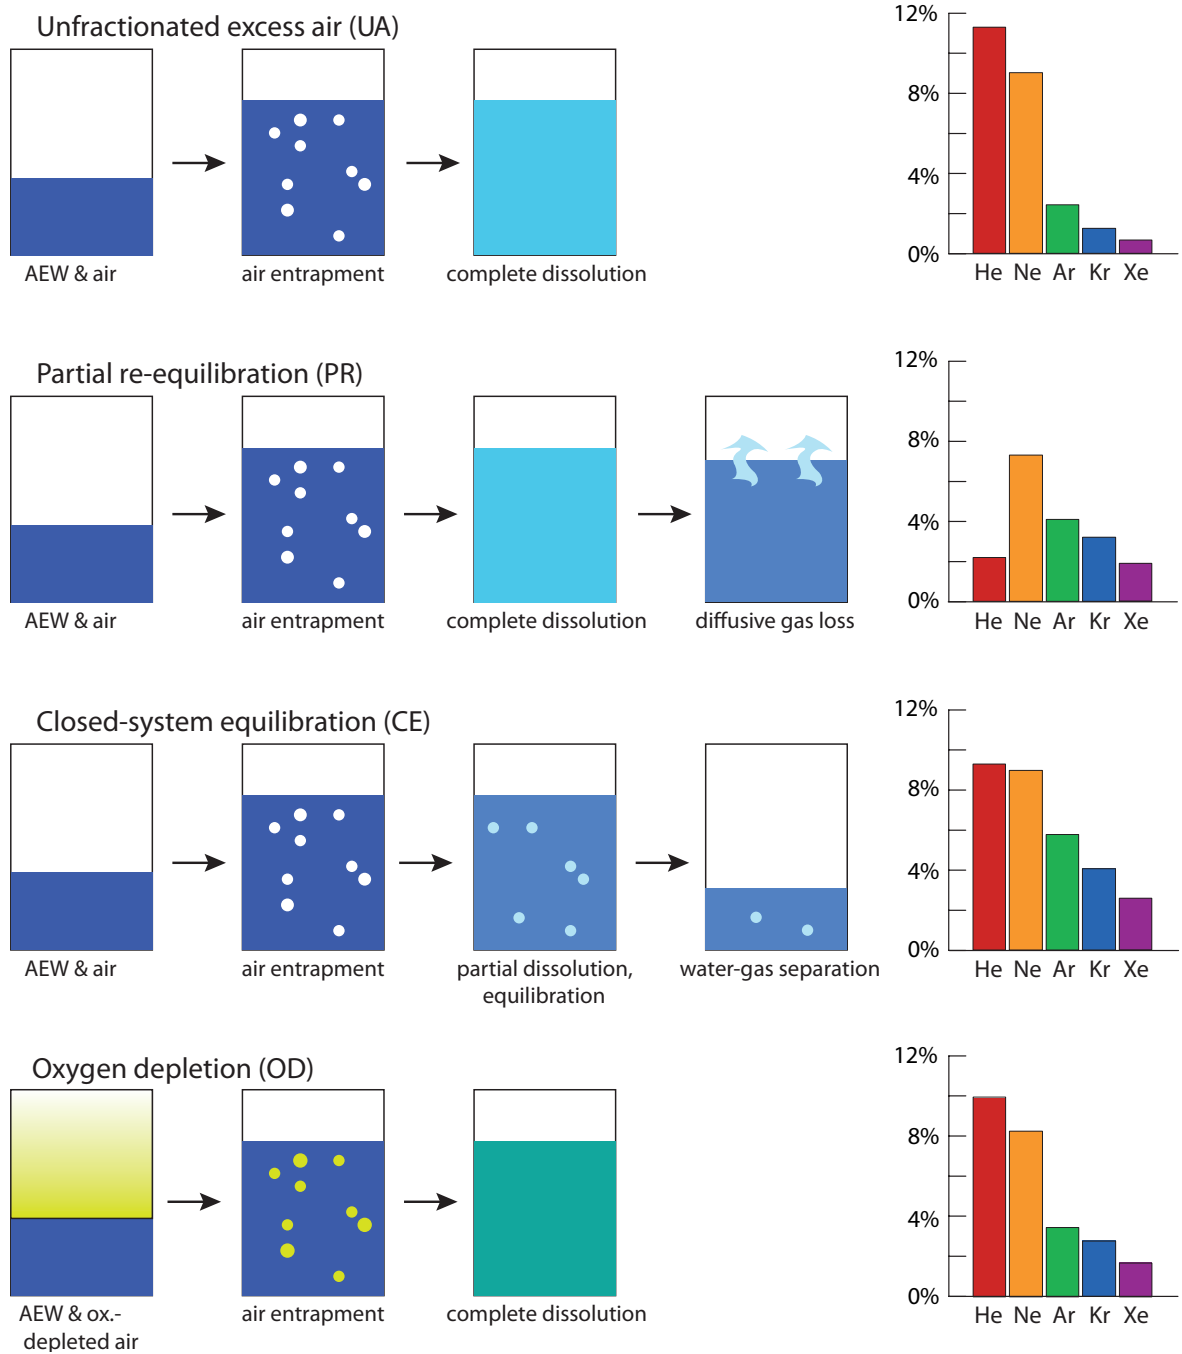 Unfractionated excess air (UA)
AEW & air
air entrapment
complete dissolution
12%
8%
4%
0%
He Ne Ar Kr Xe
Partial re-equilibration (PR)
AEW & air
air entrapment
complete dissolution
diffusive gas loss
12%
8%
4%
0%
He Ne Ar Kr Xe
Closed-system equilibration (CE)
AEW & air
air entrapment
partial dissolution,
equilibration
water-gas separation
12%
8%
4%
0%
He Ne Ar Kr Xe
Oxygen depletion (OD)
AEW & ox.-
depleted air
air entrapment
complete dissolution
12%
8%
4%
0%
He Ne Ar Kr Xe